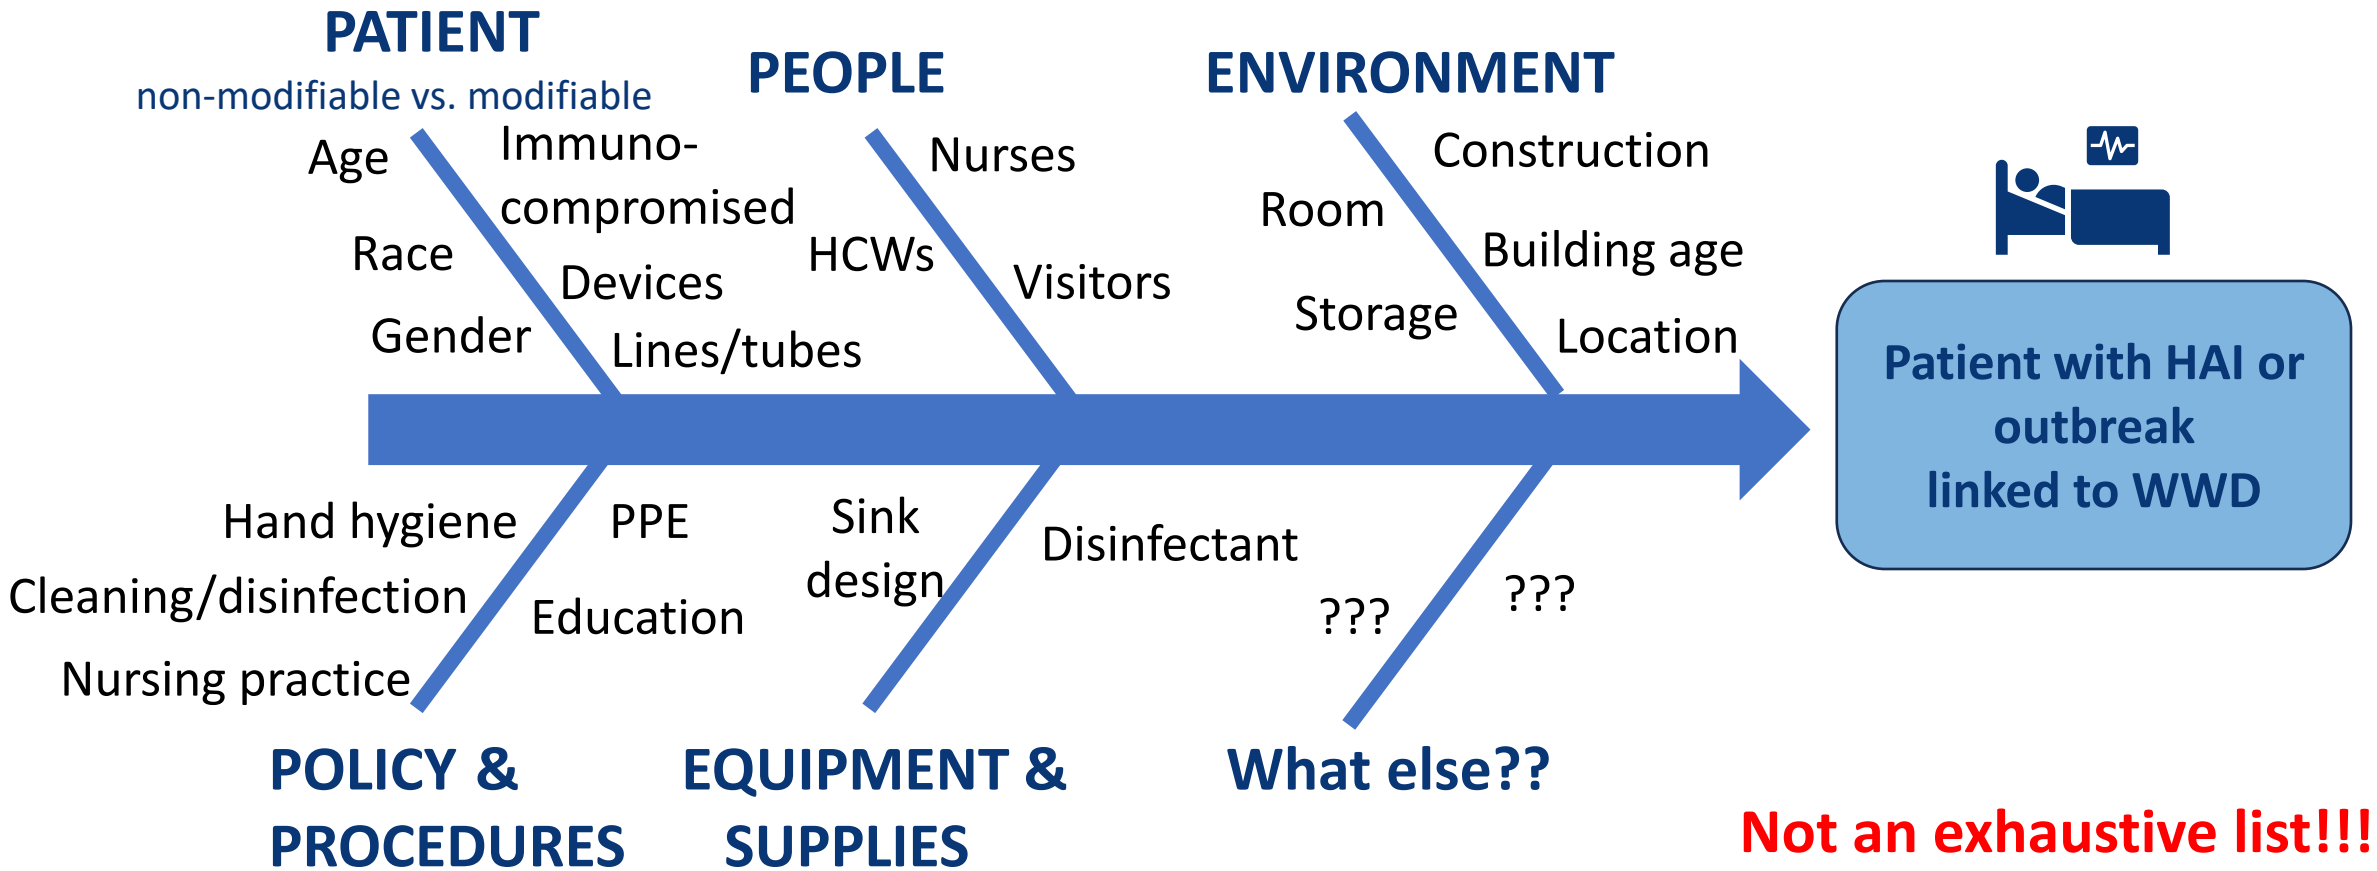 PATIENT
non-modifiable vs. modifiable
Age
Immuno-
compromised
Race
Devices
Gender
Lines/tubes
PEOPLE
Nurses
HCWs
Visitors
ENVIRONMENT
Construction
Room
Building age
Storage
Location
Patient with HAI or
outbreak
linked to WWD
Hand hygiene
PPE
Cleaning/disinfection
Education
Nursing practice
POLICY &
PROCEDURES
Sink
design
Disinfectant
EQUIPMENT &
SUPPLIES
???
???
What else??
Not an exhaustive list!!!